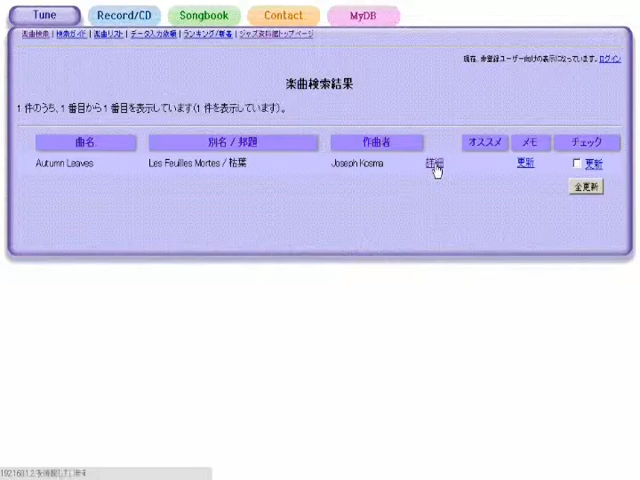 Tune Record/CD Songbook Contact MyDB
楽曲検索 | 検索ガイド | 楽曲リスト | データ入力依頼 | ランキング/新着 | ジャズ資料館トップページ
現在、未登録ユーザー向けの表示になっています。ログイン
楽曲検索結果
1 件のうち、1 番目から 1 番目を表示しています(1 件を表示しています)。
曲名 別名 / 邦題 作曲者 オススメ メモ チェック
Autumn Leaves Les Feuilles Mortes / 枯葉 Joseph Kosma 詳細 更新 更新
全更新